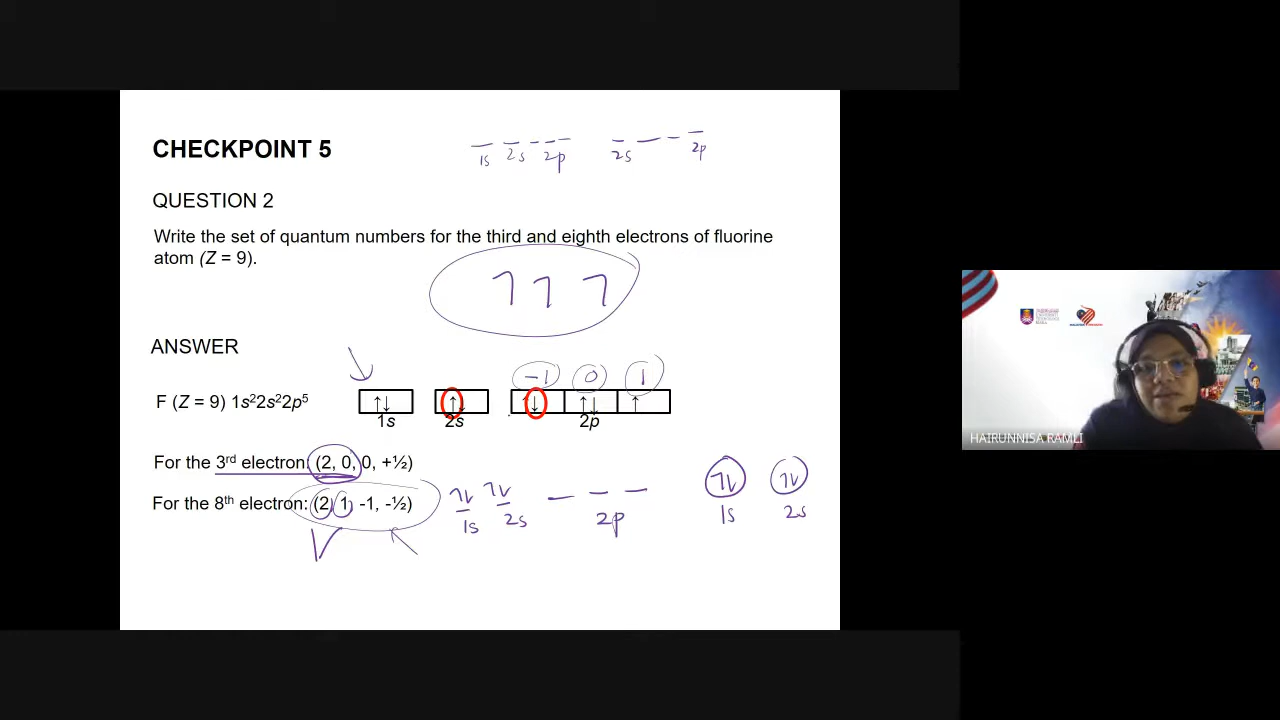 CHECKPOINT 5
1s 2s 2p 2s 2p
QUESTION 2
Write the set of quantum numbers for the third and eighth electrons of fluorine
atom (Z = 9).
1 1 1
ANSWER
-1 0 1
F (Z = 9) 1s²2s²2p⁵ ↑↓ ↑↓ ↑↓ ↑↓ ↑
1s 2s 2p
For the 3rd electron: (2, 0, 0, +½)
For the 8th electron: (2, 1, -1, -½)
1s 2s 2p 1s 2s
HAIRUNNISA RAMLI